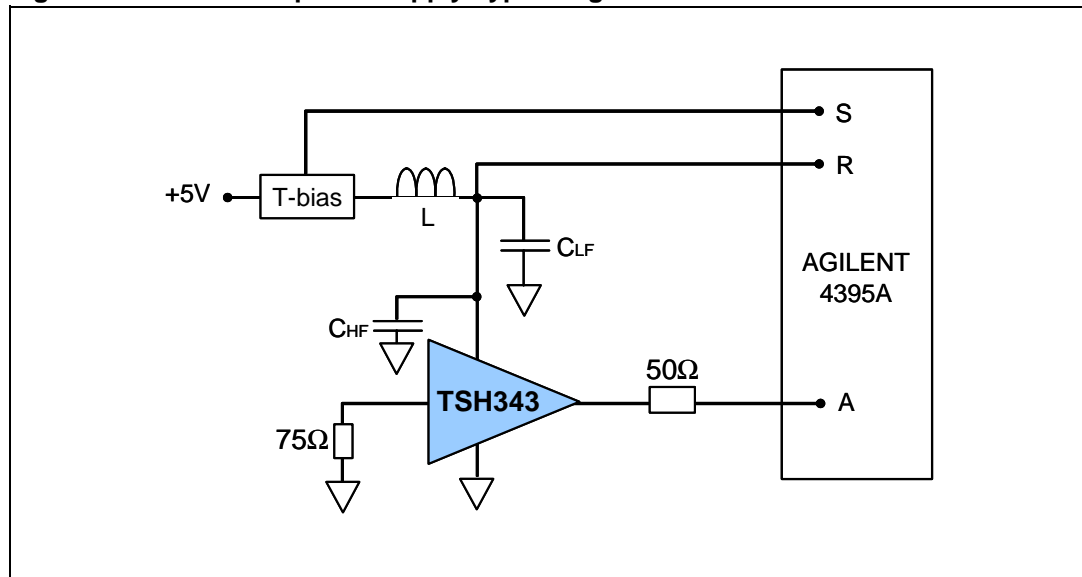 S
R
+5V
T-bias
L
CLF
AGILENT
4395A
CHF
50Ω
TSH343
A
75Ω